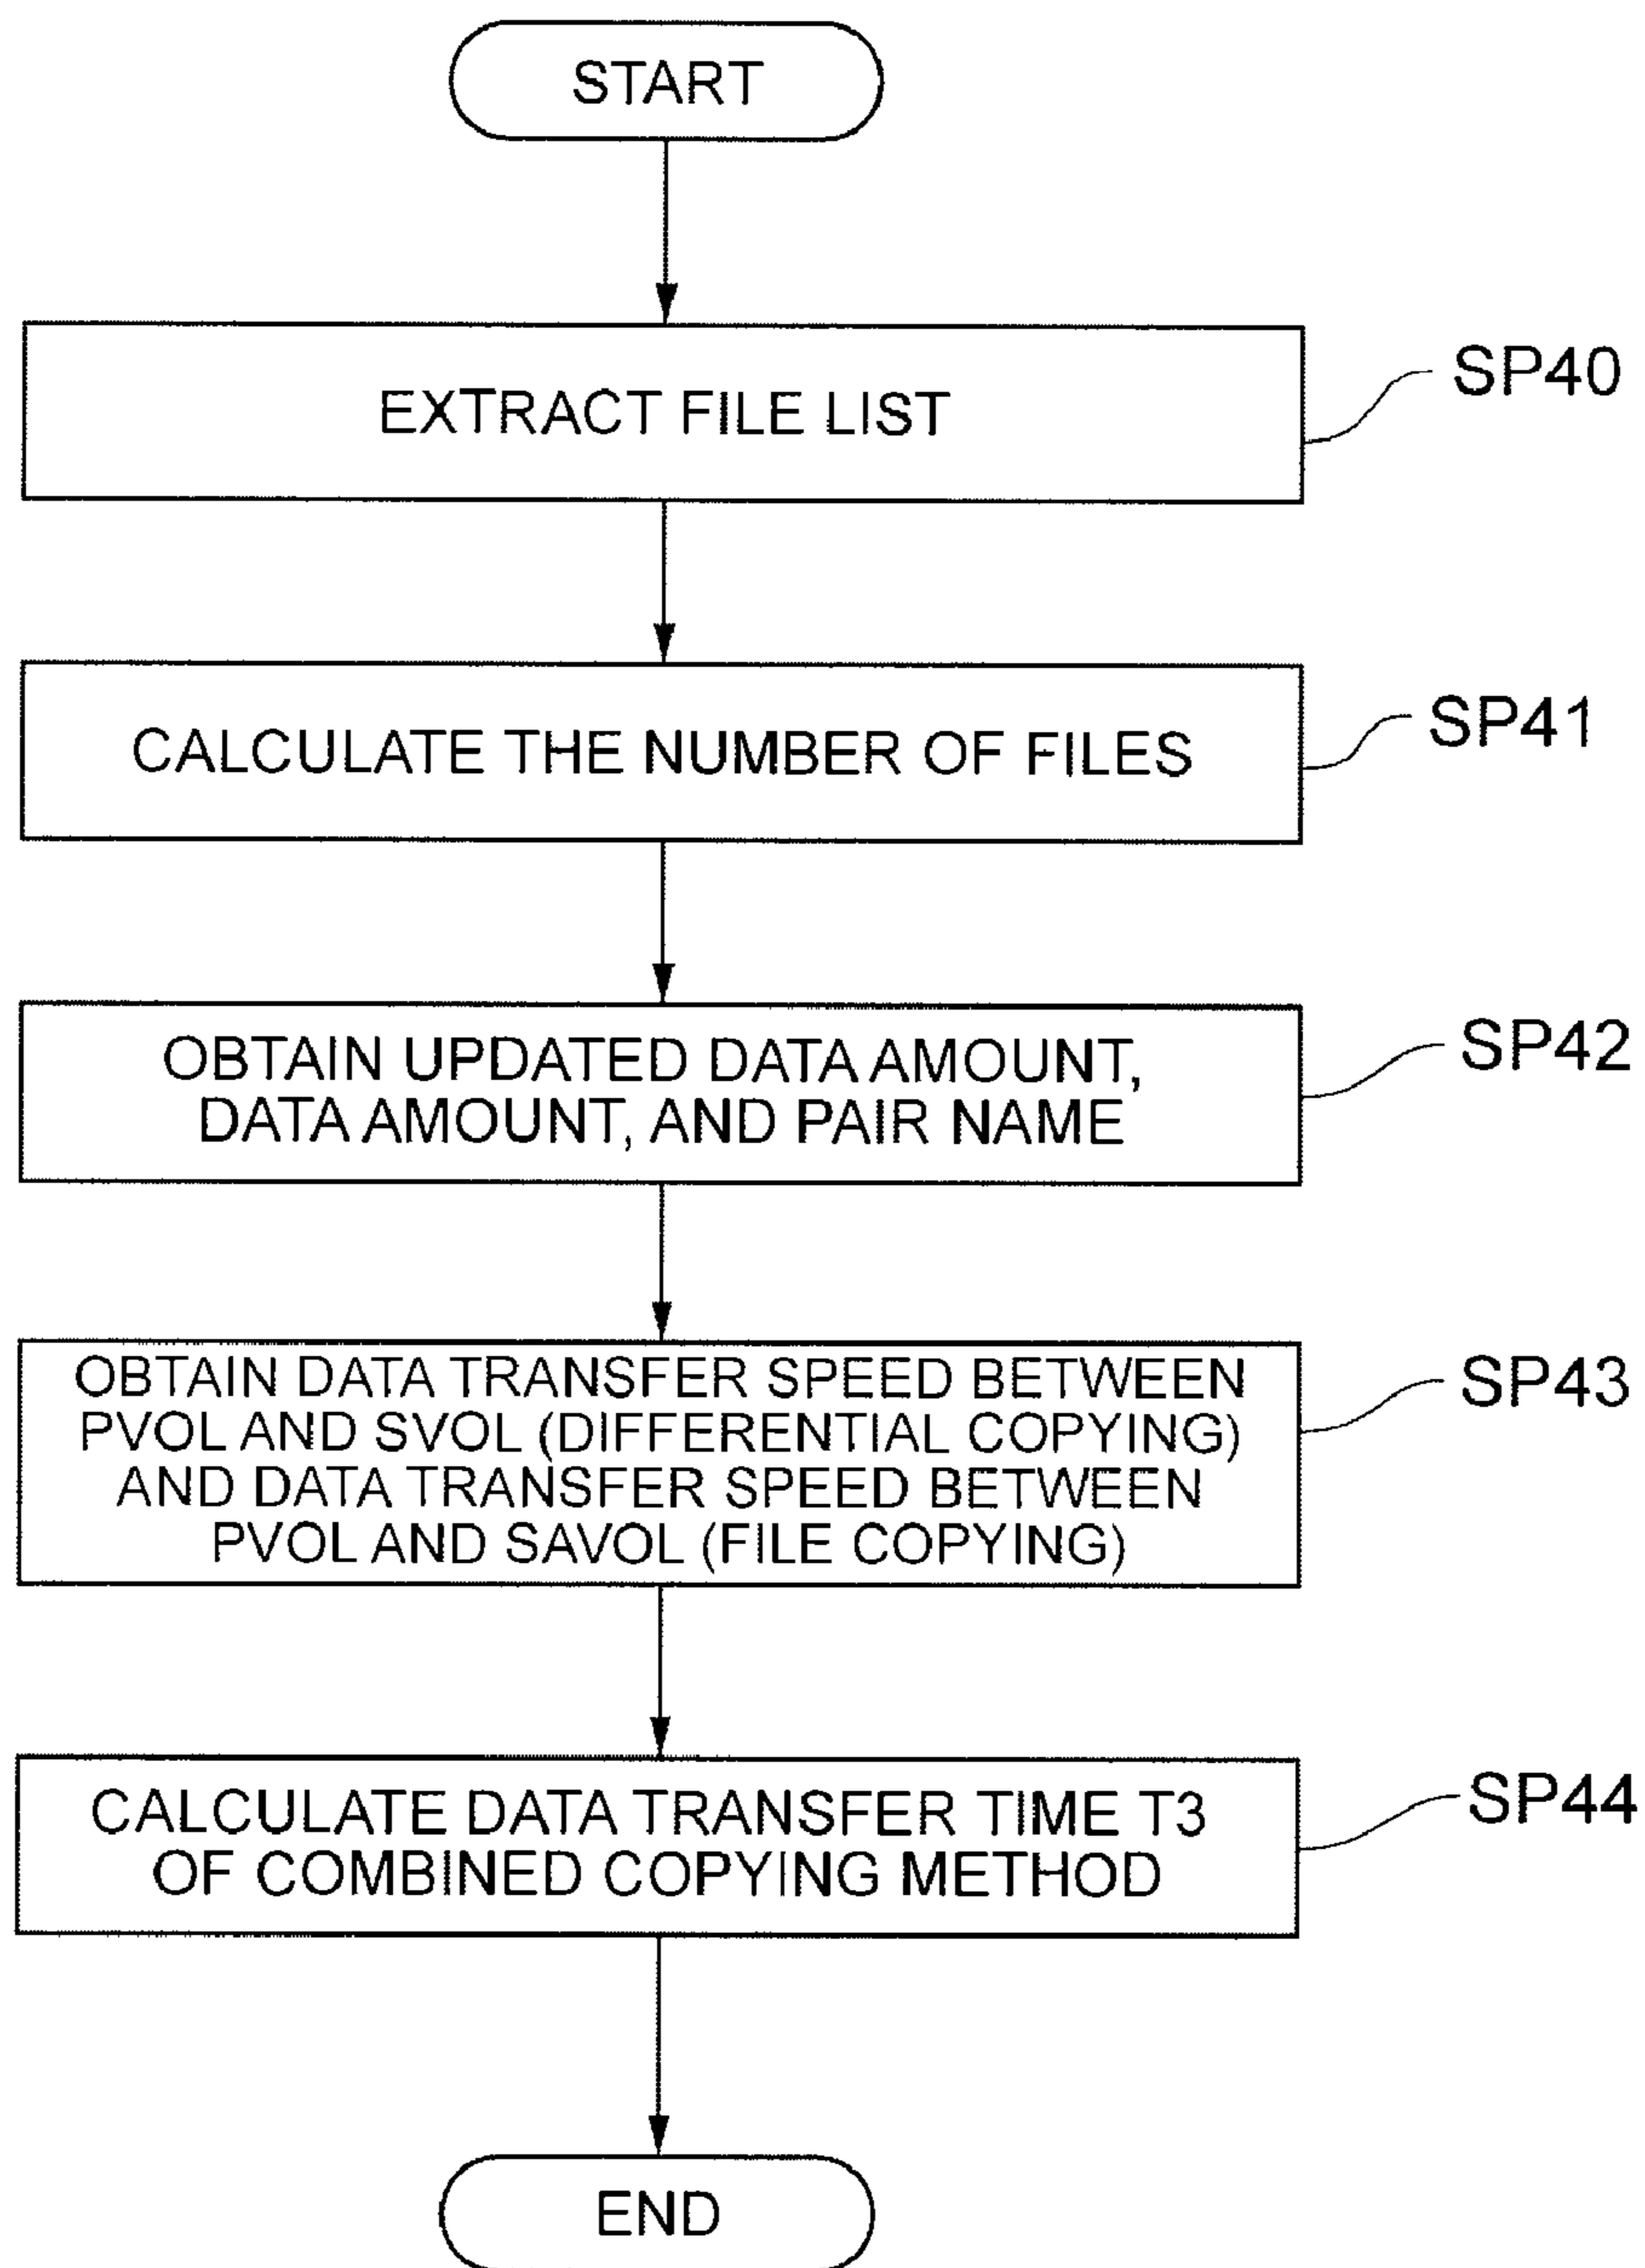 START
EXTRACT FILE LIST
SP40
CALCULATE THE NUMBER OF FILES
SP41
OBTAIN UPDATED DATA AMOUNT,
DATA AMOUNT, AND PAIR NAME
SP42
OBTAIN DATA TRANSFER SPEED BETWEEN
PVOL AND SVOL (DIFFERENTIAL COPYING)
AND DATA TRANSFER SPEED BETWEEN
PVOL AND SAVOL (FILE COPYING)
SP43
CALCULATE DATA TRANSFER TIME T3
OF COMBINED COPYING METHOD
SP44
END